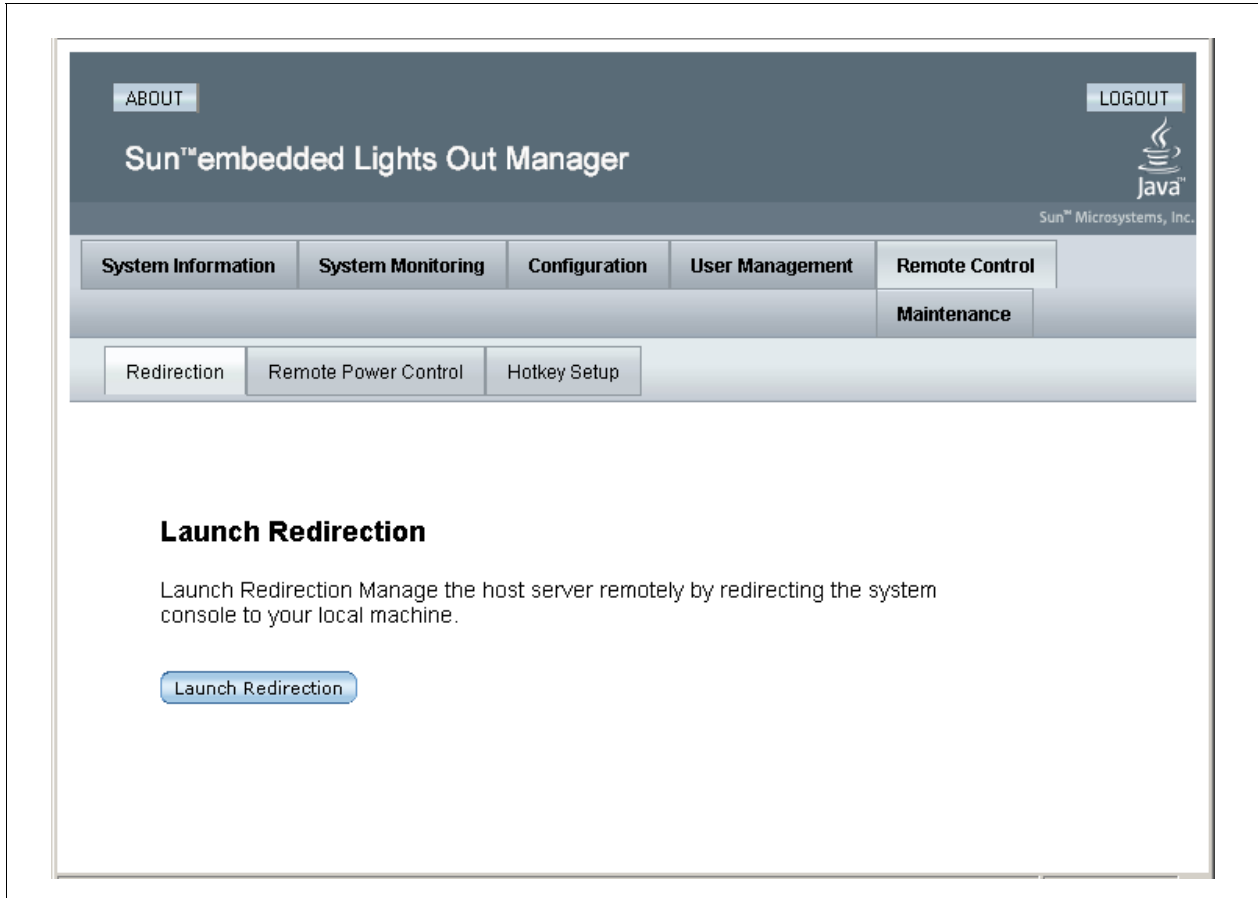 ABOUT
LOGOUT
Sun™embedded Lights Out Manager
Java™
Sun™ Microsystems, Inc.
System Information
System Monitoring
Configuration
User Management
Remote Control
Maintenance
Redirection
Remote Power Control
Hotkey Setup
Launch Redirection
Launch Redirection Manage the host server remotely by redirecting the system
console to your local machine.
Launch Redirection